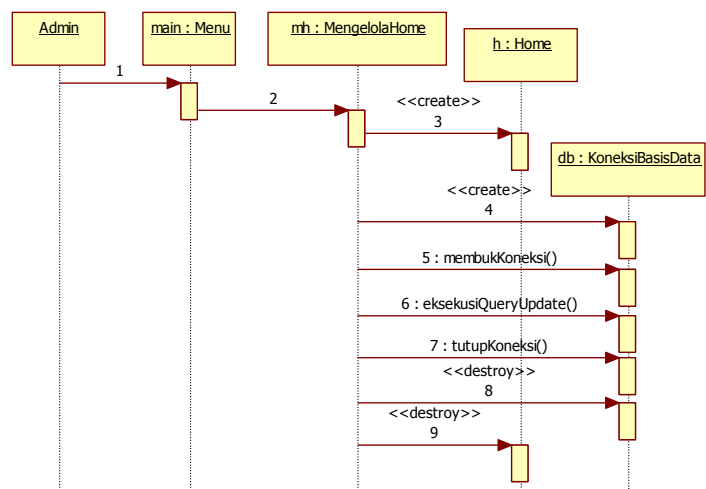 Admin
main : Menu
mh : MengelolaHome
h : Home
1
2
<<create>>
3
db : KoneksiBasisData
<<create>>
4
5 : membukKoneksi()
6 : eksekusiQueryUpdate()
7 : tutupKoneksi()
<<destroy>>
8
<<destroy>>
9